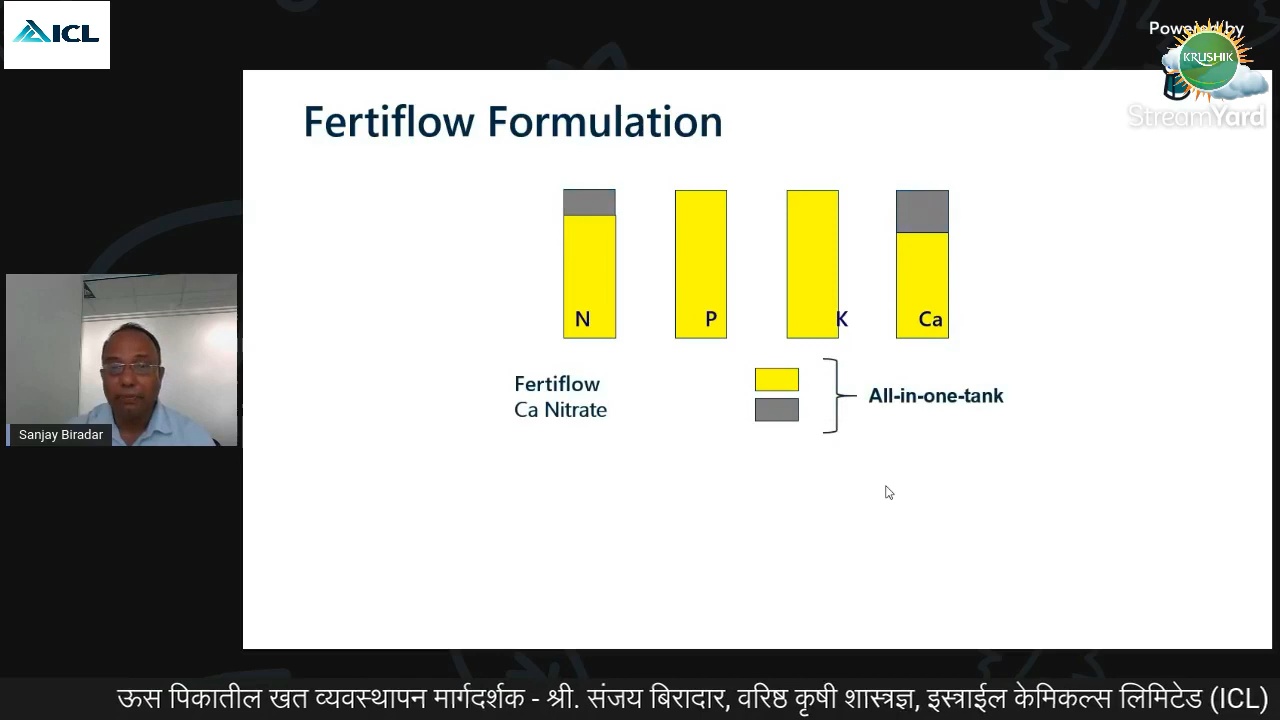 ICL
Powered by
KRUSHIK
StreamYard
Fertiflow Formulation
N P K Ca
Fertiflow
Ca Nitrate
All-in-one-tank
Sanjay Biradar
ऊस पिकातील खत व्यवस्थापन मार्गदर्शक - श्री. संजय बिरादार, वरिष्ठ कृषी शास्त्रज्ञ, इस्त्राईल केमिकल्स लिमिटेड (ICL)